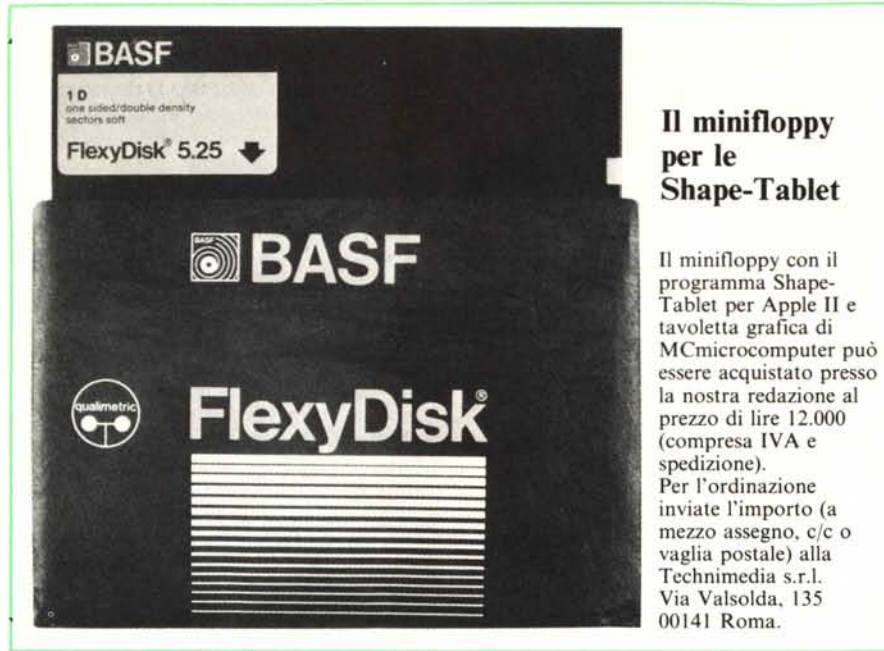 BASF
1 D
one sided/double density
sectors soft
FlexyDisk® 5.25
BASF
BASF
qualimetric
FlexyDisk®
Il minifloppy
per le
Shape-Tablet
Il minifloppy con il
programma Shape-
Tablet per Apple II e
tavoletta grafica di
MCmicrocomputer può
essere acquistato presso
la nostra redazione al
prezzo di lire 12.000
(compresa IVA e
spedizione).
Per l'ordinazione
inviate l'importo (a
mezzo assegno, c/c o
vaglia postale) alla
Technimedia s.r.l.
Via Valsolda, 135
00141 Roma.